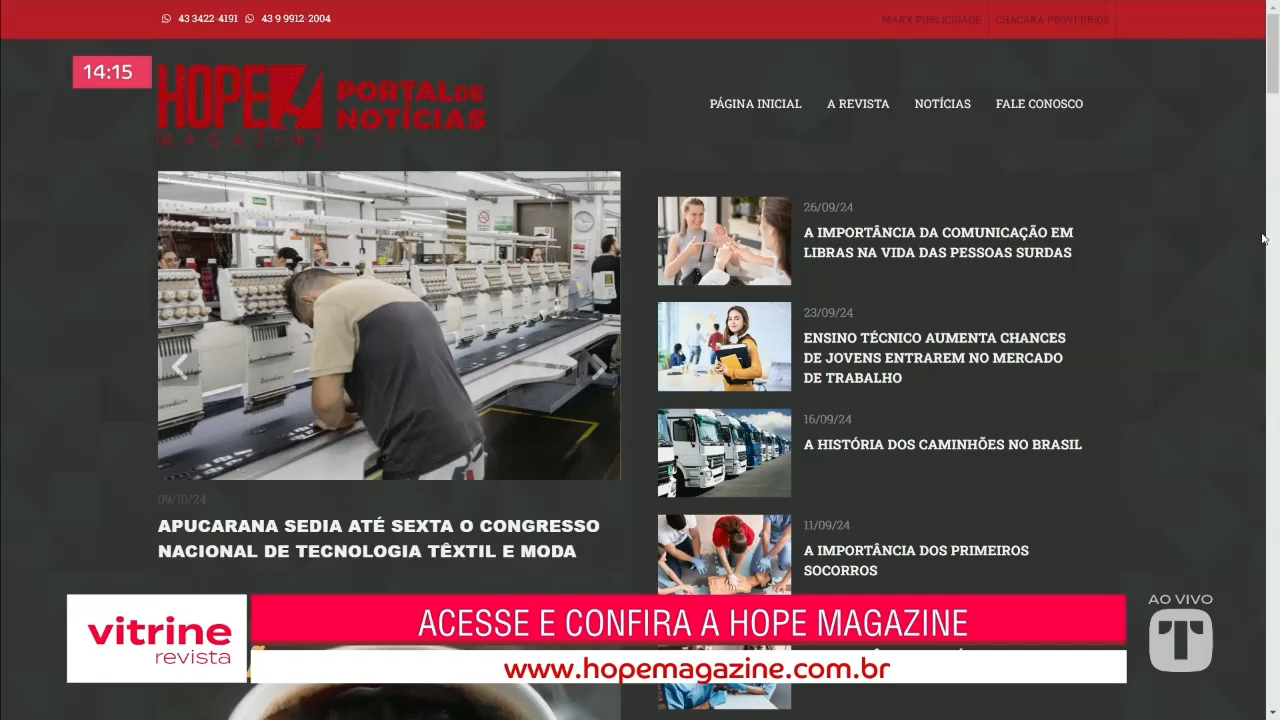 43 3422-4191 43 9 9912-2004
MARX PUBLICIDADE CHÁCARA PROVÉRBIOS
14:15
HOPE
MAGAZINE
PORTAL DE
NOTÍCIAS
PÁGINA INICIAL A REVISTA NOTÍCIAS FALE CONOSCO
26/09/24
A IMPORTÂNCIA DA COMUNICAÇÃO EM
LIBRAS NA VIDA DAS PESSOAS SURDAS
23/09/24
ENSINO TÉCNICO AUMENTA CHANCES
DE JOVENS ENTRAREM NO MERCADO
DE TRABALHO
16/09/24
A HISTÓRIA DOS CAMINHÕES NO BRASIL
11/09/24
A IMPORTÂNCIA DOS PRIMEIROS
SOCORROS
09/10/24
APUCARANA SEDIA ATÉ SEXTA O CONGRESSO
NACIONAL DE TECNOLOGIA TÊXTIL E MODA
vitrine
revista
ACESSE E CONFIRA A HOPE MAGAZINE
www.hopemagazine.com.br
AO VIVO
T